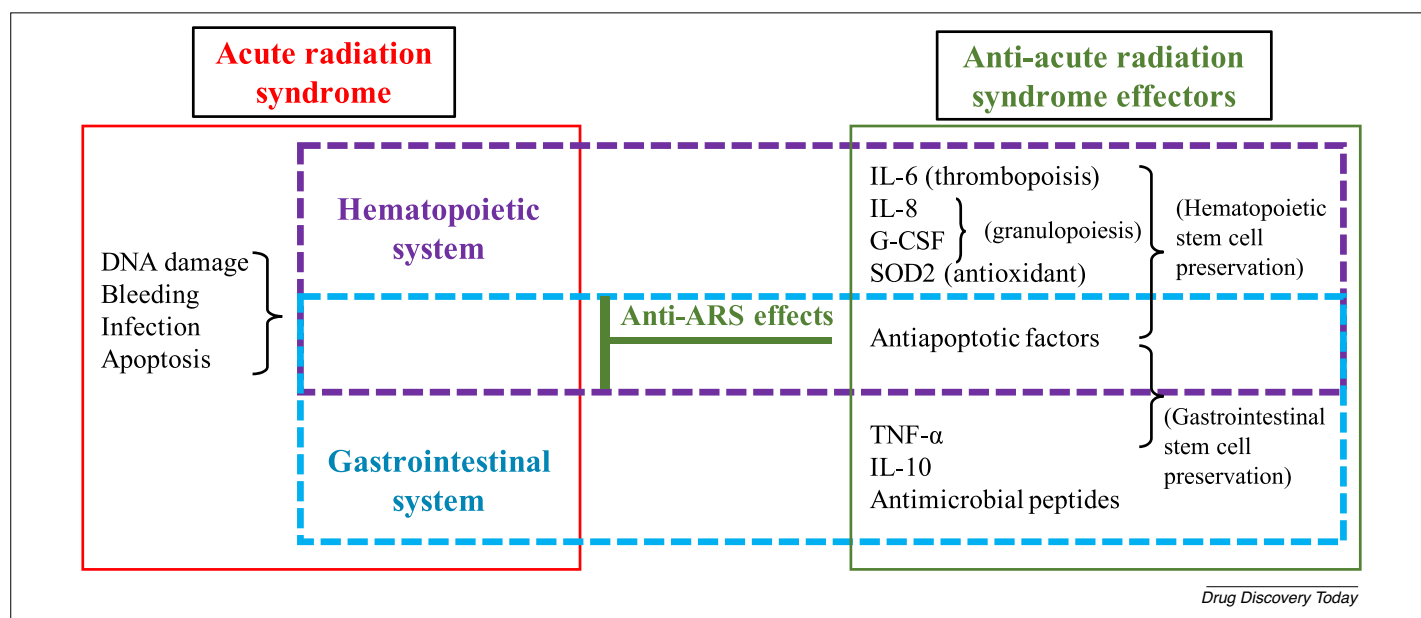 Acute radiation
syndrome
Anti-acute radiation
syndrome effectors
DNA damage
Bleeding
Infection
Apoptosis
Hematopoietic
system
Gastrointestinal
system
Anti-ARS effects
IL-6 (thrombopoisis)
IL-8
G-CSF
(granulopoiesis)
SOD2 (antioxidant)
(Hematopoietic
stem cell
preservation)
Antiapoptotic factors
TNF-α
IL-10
Antimicrobial peptides
(Gastrointestinal
stem cell
preservation)
Drug Discovery Today